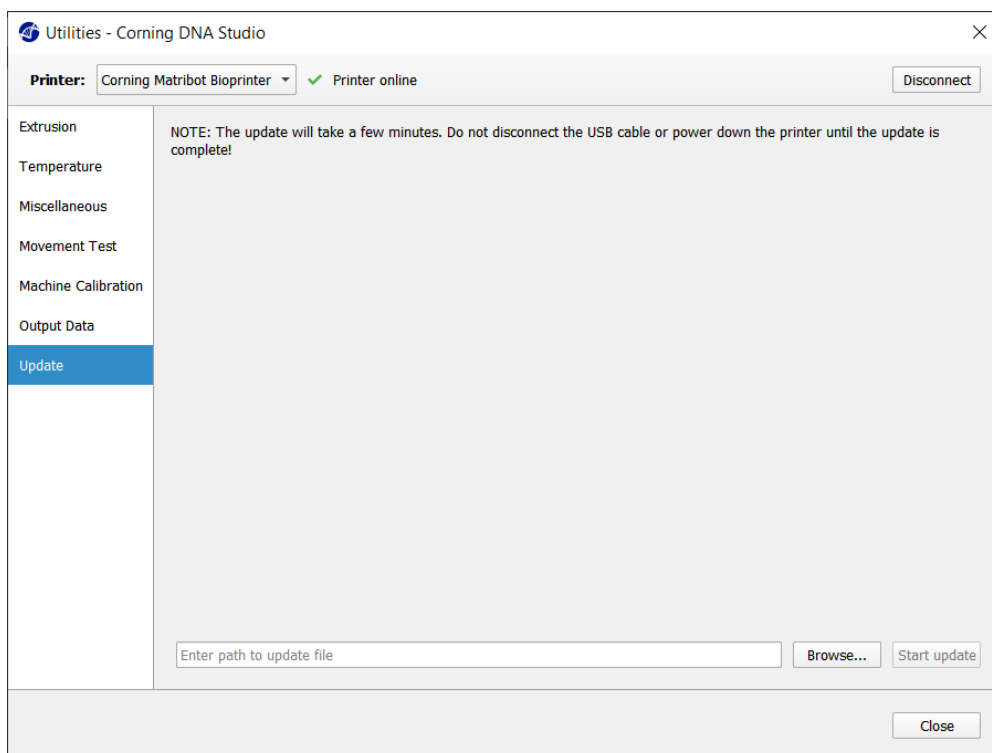 Utilities - Corning DNA Studio
Printer: Corning Matribot Bioprinter Printer online Disconnect
Extrusion
Temperature
Miscellaneous
Movement Test
Machine Calibration
Output Data
Update
NOTE: The update will take a few minutes. Do not disconnect the USB cable or power down the printer until the update is
complete!
Enter path to update file Browse... Start update
Close